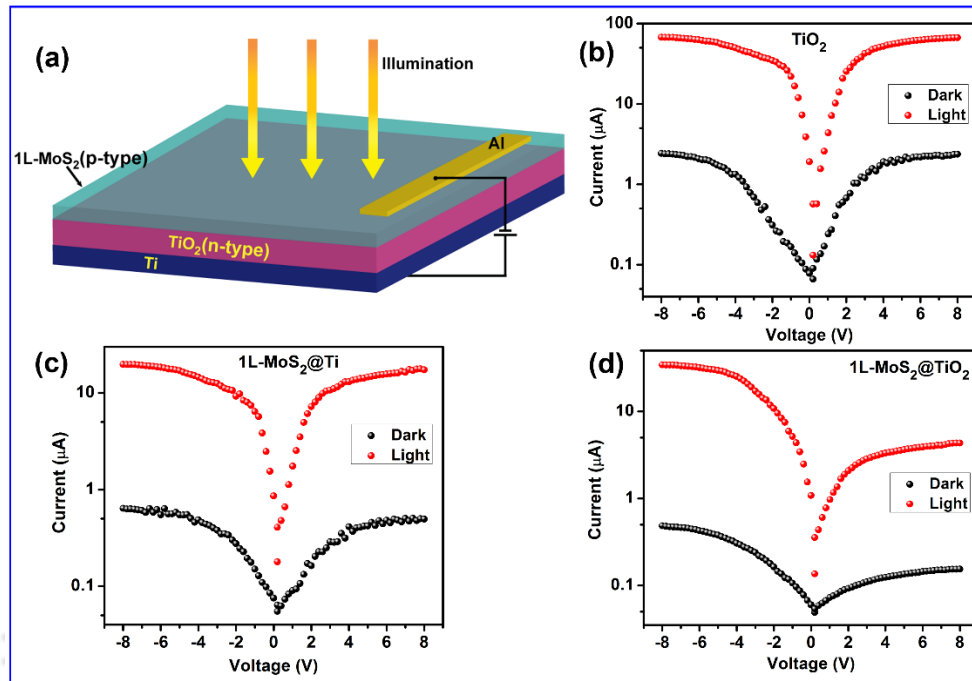 (a)
Illumination
1L-MoS₂(p-type)
Al
TiO₂(n-type)
Ti
(b)
TiO₂
Dark
Light
Current (µA)
100
10
1
0.1
-8 -6 -4 -2 0 2 4 6 8
Voltage (V)
(c)
1L-MoS₂@Ti
Dark
Light
Current (µA)
10
1
0.1
-8 -6 -4 -2 0 2 4 6 8
Voltage (V)
(d)
1L-MoS₂@TiO₂
Dark
Light
Current (µA)
10
1
0.1
-8 -6 -4 -2 0 2 4 6 8
Voltage (V)